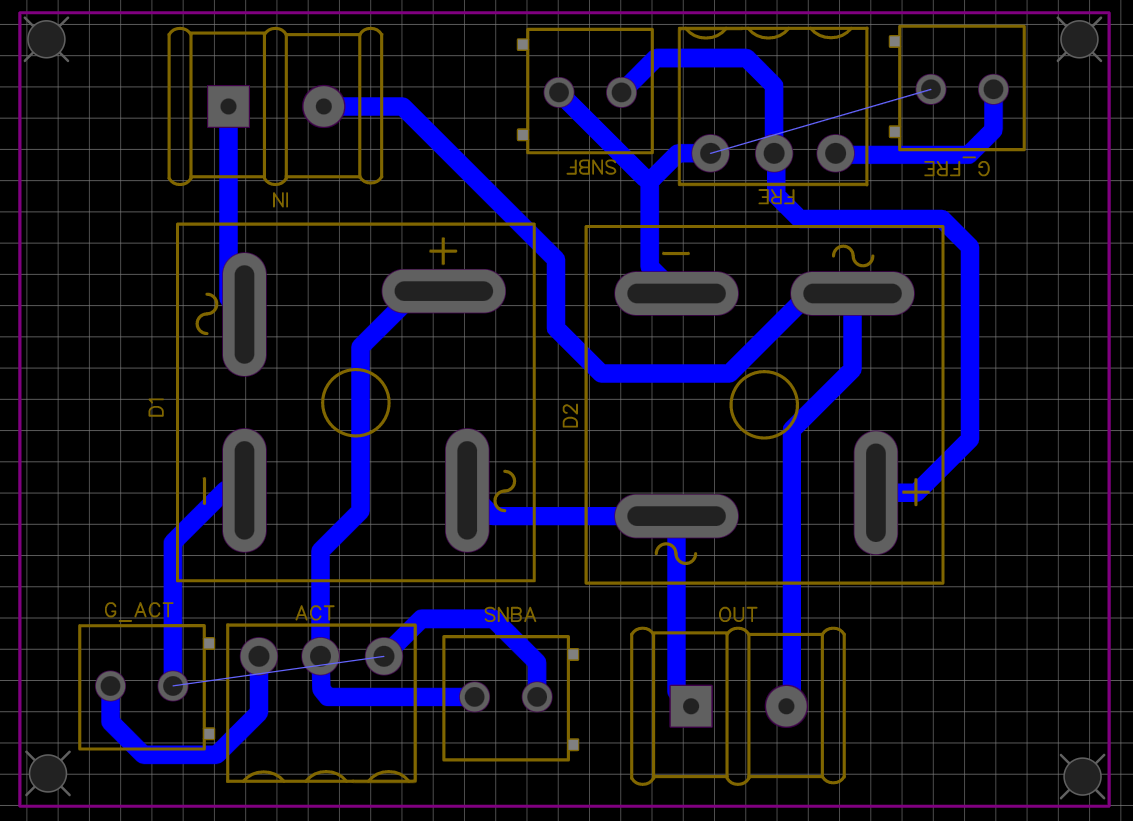 SNBF
G_FRE
FRE
IN
+
−
~
~
D1
D2
−
~
+
~
G_ACT
ACT
SNBA
OUT